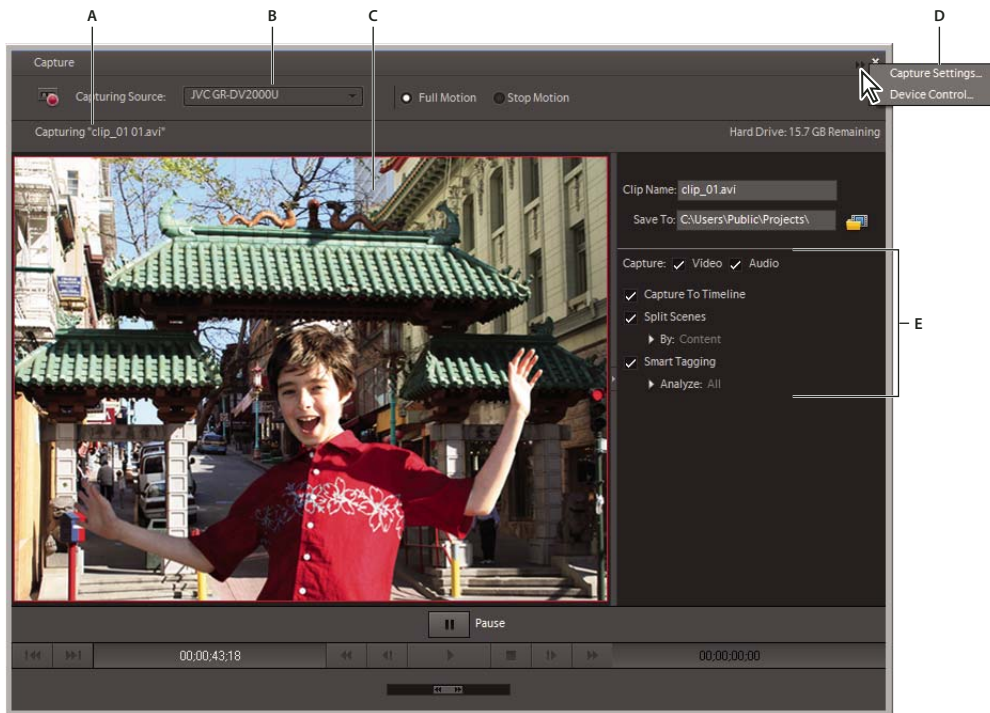 A
B
C
D
Capture
Capture Settings...
Capturing Source: JVC GR-DV2000U
Full Motion
Stop Motion
Device Control...
Capturing "clip_01 01.avi"
Hard Drive: 15.7 GB Remaining
Clip Name: clip_01.avi
Save To: C:\Users\Public\Projects\
Capture: Video Audio
Capture To Timeline
Split Scenes
By: Content
E
Smart Tagging
Analyze: All
Pause
00;00;43;18
00;00;00;00